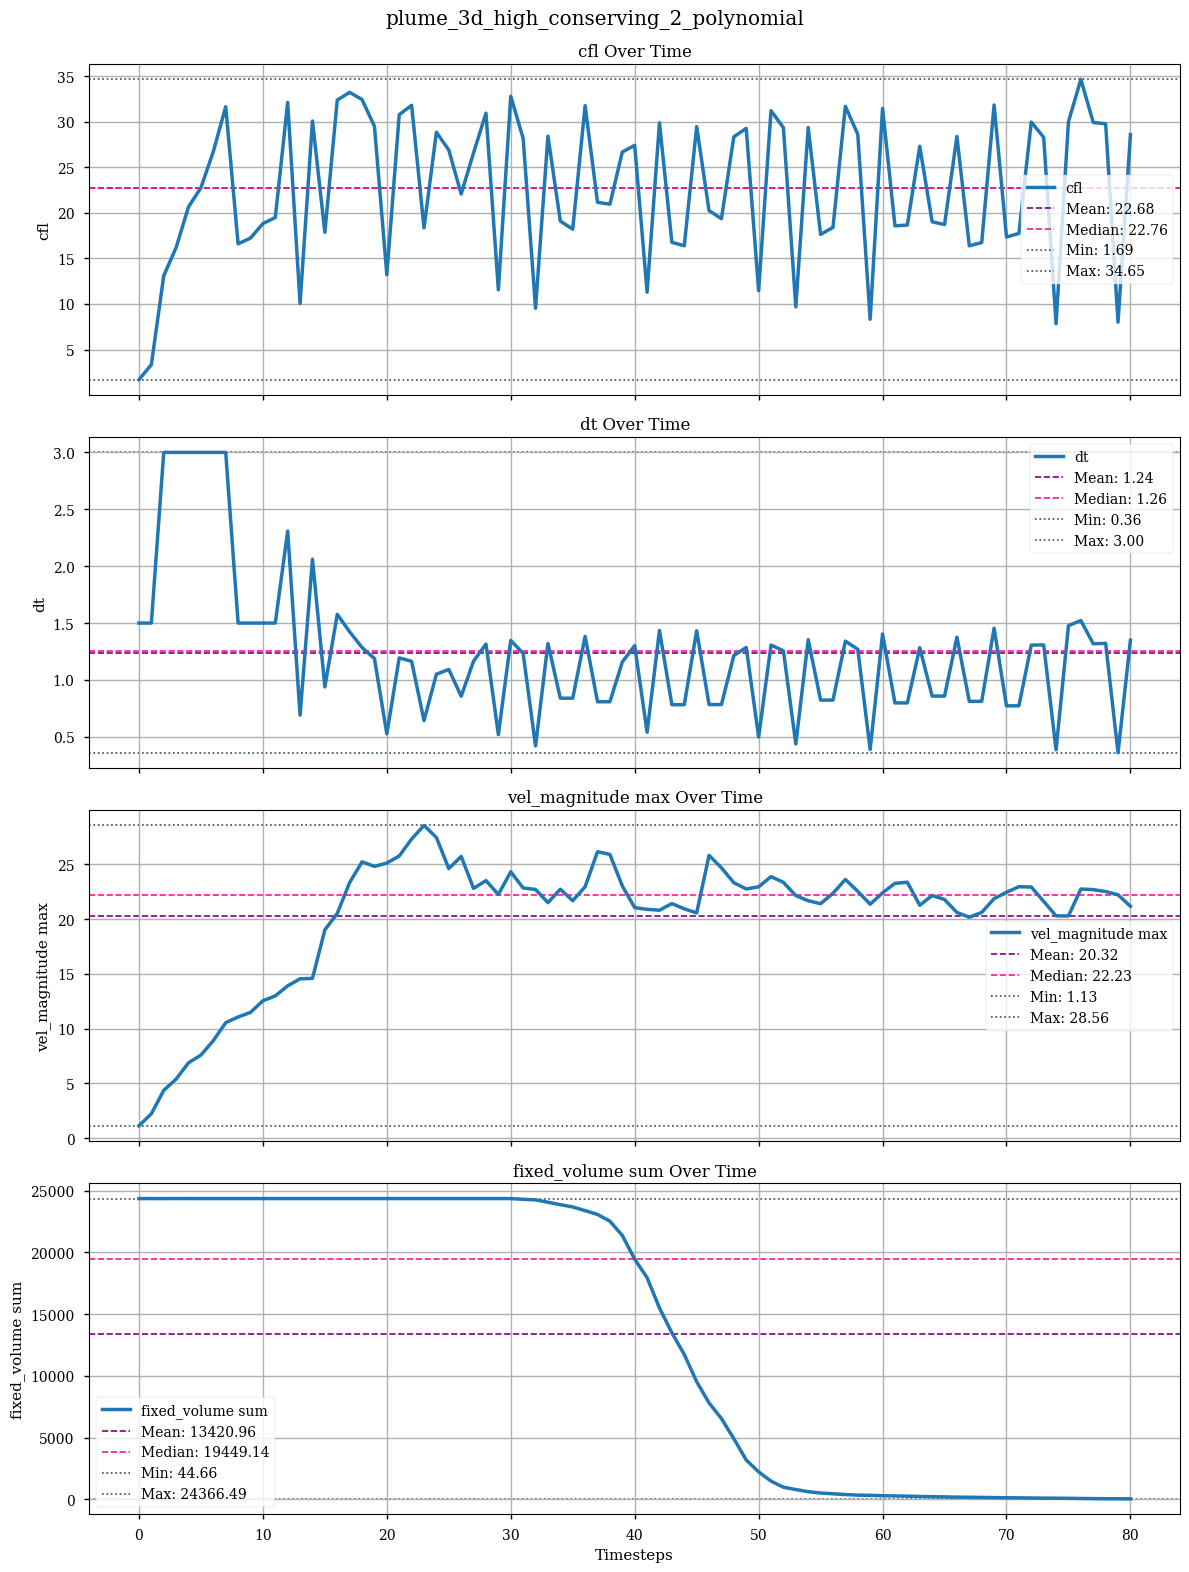 plume_3d_high_conserving_2_polynomial
cfl Over Time
35
30
25
20
15
10
5
cfl
cfl
Mean: 22.68
Median: 22.76
Min: 1.69
Max: 34.65
dt Over Time
3.0
2.5
2.0
1.5
1.0
0.5
dt
dt
Mean: 1.24
Median: 1.26
Min: 0.36
Max: 3.00
vel_magnitude max Over Time
25
20
15
10
5
0
vel_magnitude max
vel_magnitude max
Mean: 20.32
Median: 22.23
Min: 1.13
Max: 28.56
fixed_volume sum Over Time
25000
20000
15000
10000
5000
0
fixed_volume sum
fixed_volume sum
Mean: 13420.96
Median: 19449.14
Min: 44.66
Max: 24366.49
0 10 20 30 40 50 60 70 80
Timesteps